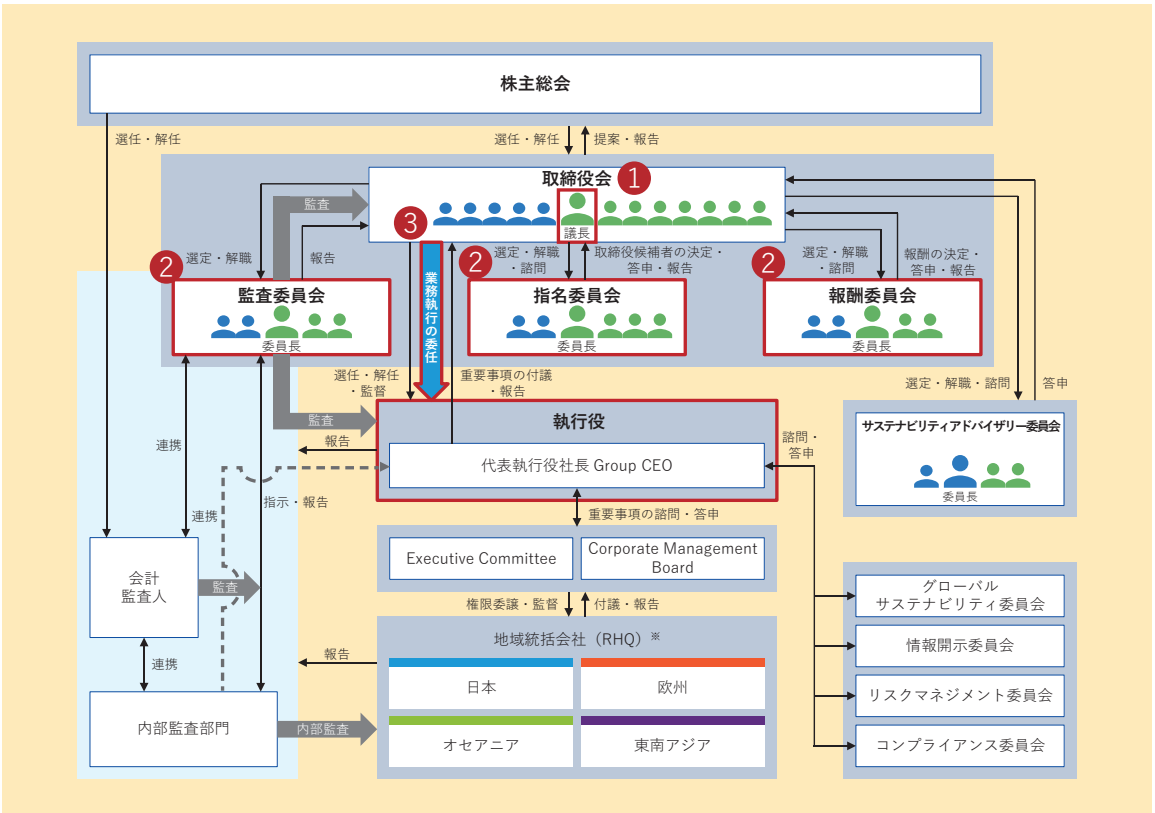 株主総会
選任・解任
選任・解任
提案・報告
取締役会
1
議長
監査
3
選定・解職
報告
業務執行の委任
選定・解職
・諮問
取締役候補者の決定・
答申・報告
選定・解職
・諮問
報酬の決定・
答申・報告
2
監査委員会
委員長
2
指名委員会
委員長
2
報酬委員会
委員長
選任・解任
・監督
重要事項の付議
・報告
選定・解職・諮問
答申
監査
執行役
代表執行役社長 Group CEO
報告
連携
連携
指示・報告
諮問・
答申
サステナビリティアドバイザリー委員会
委員長
重要事項の諮問・答申
Executive Committee
Corporate Management
Board
会計
監査人
監査
権限委譲・監督
付議・報告
グローバル
サステナビリティ委員会
情報開示委員会
リスクマネジメント委員会
コンプライアンス委員会
地域統括会社（RHQ）※
報告
連携
日本
欧州
オセアニア
東南アジア
内部監査部門
内部監査